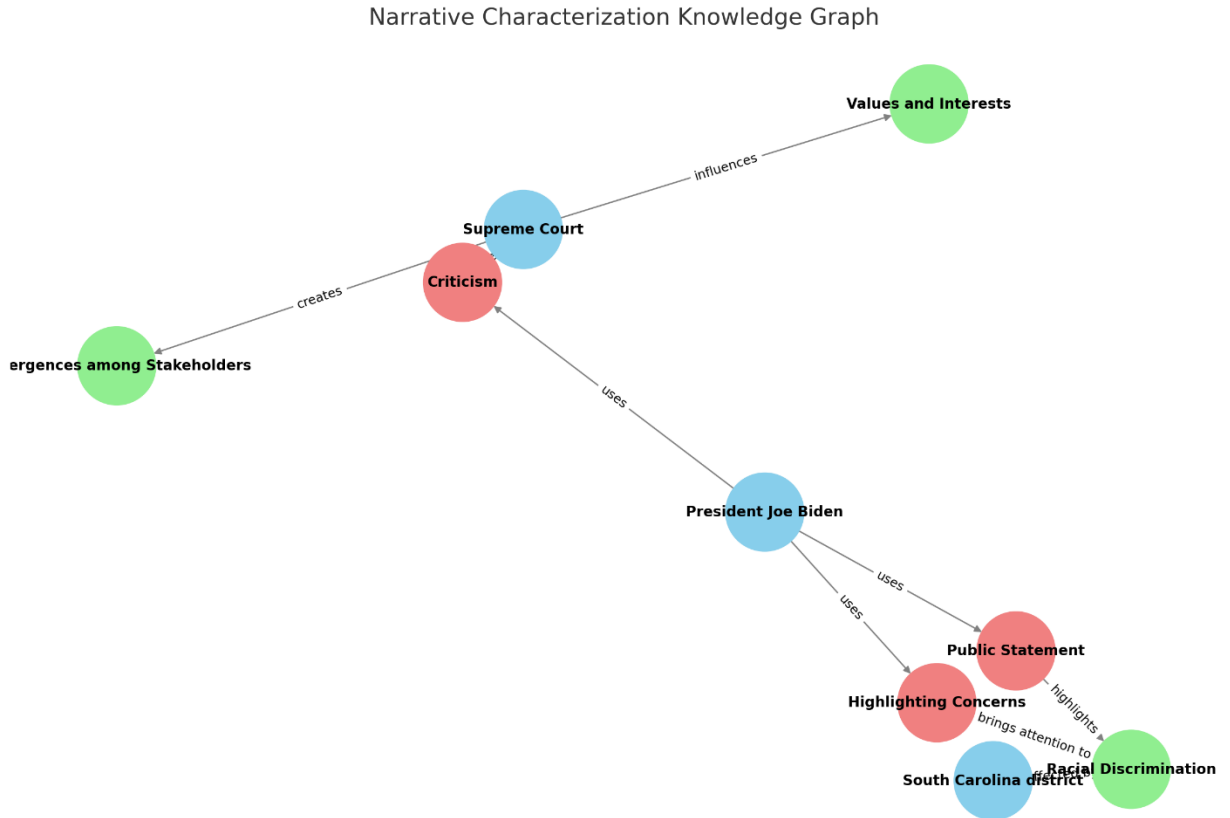 Narrative Characterization Knowledge Graph
Values and Interests
influences
Supreme Court
Criticism
creates
ergences among Stakeholders
uses
President Joe Biden
uses
uses
Public Statement
highlights
Highlighting Concerns
brings attention to
Racial Discrimination
South Carolina district